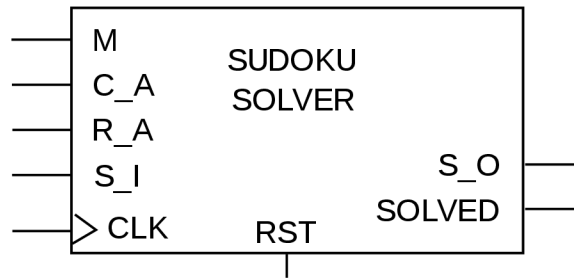 M
SUDOKU
C_A
SOLVER
R_A
S_I
S_O
SOLVED
CLK
RST